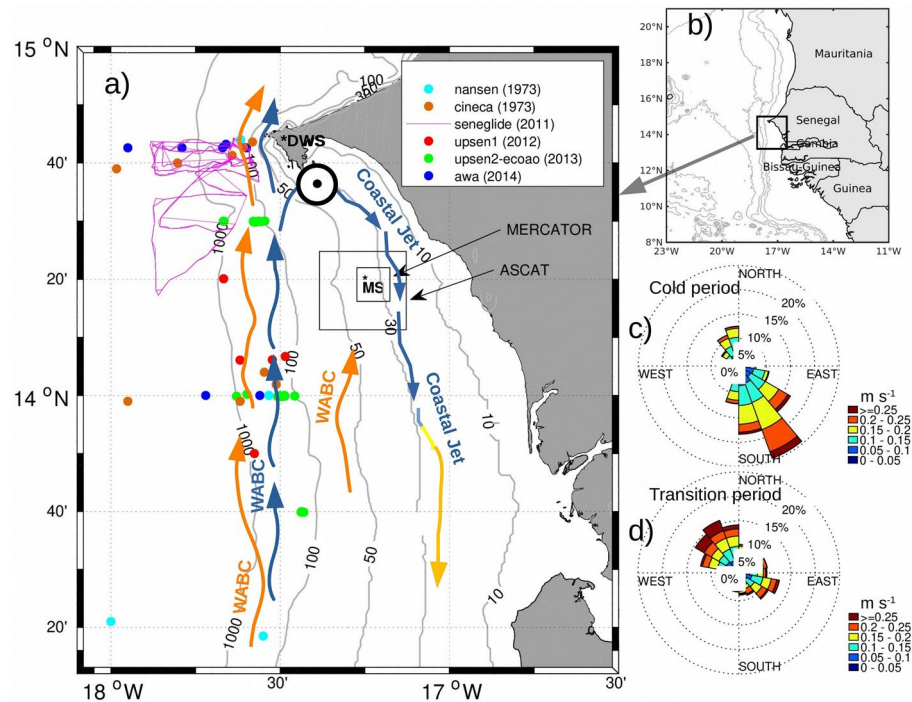 15 °N
a)
100
300
*DWS
nansen (1973)
cineca (1973)
seneglide (2011)
upsen1 (2012)
upsen2-ecoao (2013)
awa (2014)
40'
50
1000
Coastal Jet
10
MERCATOR
ASCAT
20'
*
MS
30
100
50
14 °N
WABC
Coastal Jet
10
1000
WABC
40'
100
50
WABC
10
20'
1000
18 °W
30'
17 °W
30'
b)
20°N
18°N
16°N
14°N
12°N
10°N
8°N
23°W
20°W
17°W
14°W
11°W
Mauritania
Senegal
Gambia
Bissau-Guinea
Guinea
Cold period
c)
NORTH
20%
15%
10%
5%
0%
WEST
EAST
SOUTH
m s⁻¹
>=0.25
0.2 - 0.25
0.15 - 0.2
0.1 - 0.15
0.05 - 0.1
0 - 0.05
Transition period
d)
NORTH
20%
15%
10%
5%
0%
WEST
EAST
SOUTH
m s⁻¹
>=0.25
0.2 - 0.25
0.15 - 0.2
0.1 - 0.15
0.05 - 0.1
0 - 0.05